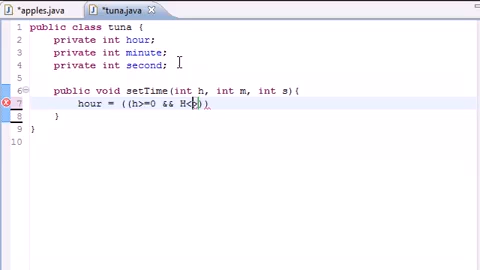 *apples.java *tuna.java
1 public class tuna {
2 private int hour;
3 private int minute;
4 private int second;
5
6 public void setTime(int h, int m, int s){
7 hour = ((h>=0 && H<))
8 }
9 }
10